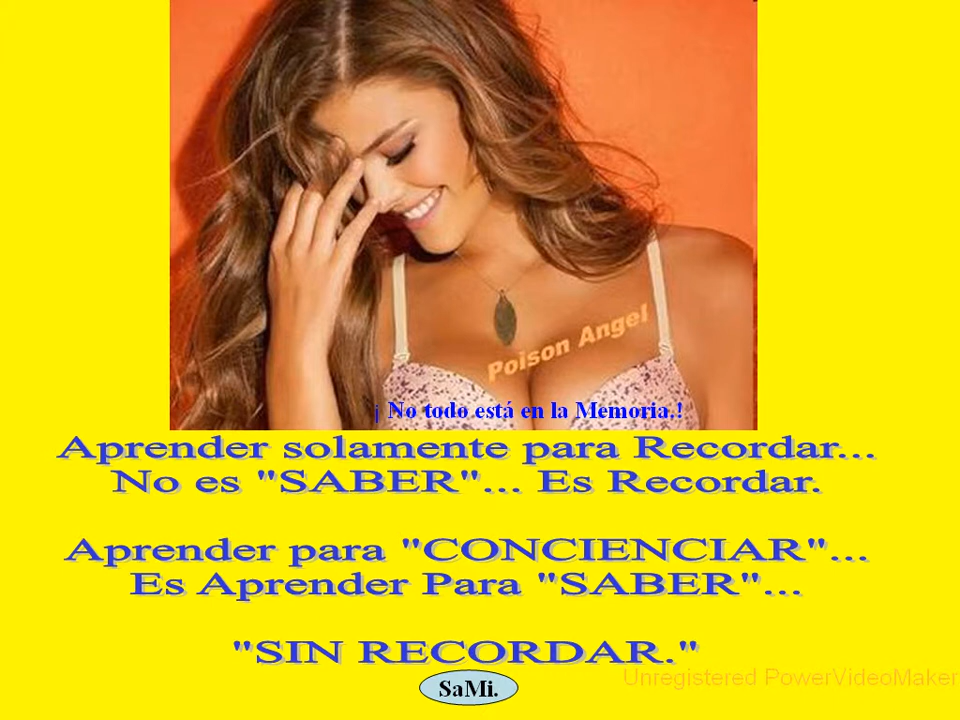 Poison Angel
¡ No todo está en la Memoria.!
Aprender solamente para Recordar...
No es "SABER"... Es Recordar.
Aprender para "CONCIENCIAR"...
Es Aprender Para "SABER"...
"SIN RECORDAR."
SaMi.
Unregistered PowerVideoMaker